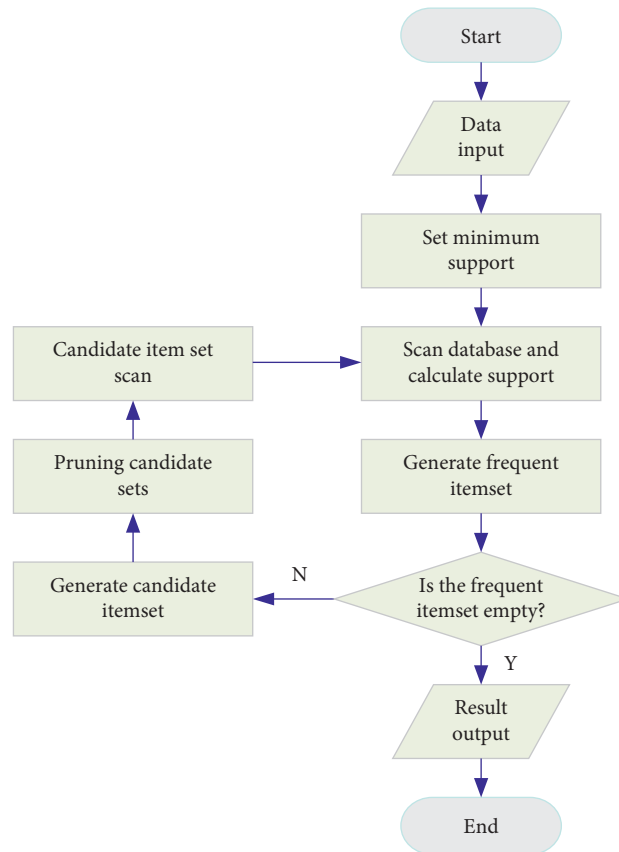 Start
Data
input
Set minimum
support
Candidate item set
scan
Scan database and
calculate support
Pruning candidate
sets
Generate frequent
itemset
Generate candidate
itemset
N
Is the frequent
itemset empty?
Y
Result
output
End